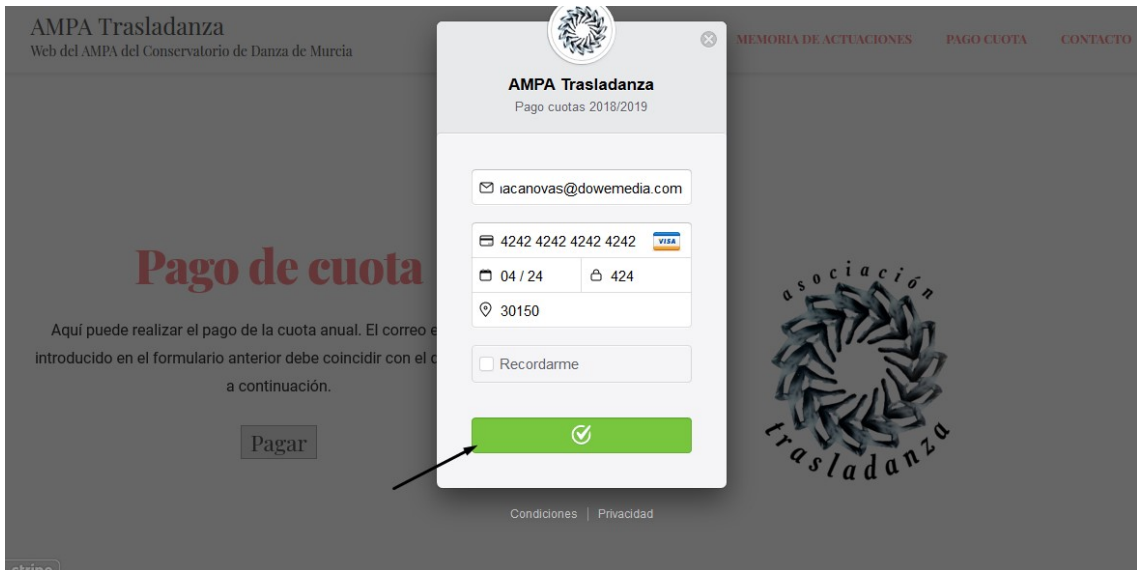 AMPA Trasladanza
Web del AMPA del Conservatorio de Danza de Murcia
MEMORIA DE ACTUACIONES PAGO CUOTA CONTACTO
AMPA Trasladanza
Pago cuotas 2018/2019
acanovas@dowemedia.com
4242 4242 4242 4242 VISA
04 / 24 424
30150
Recordarme
Condiciones | Privacidad
Pago de cuota
Aquí puede realizar el pago de la cuota anual. El correo e
introducido en el formulario anterior debe coincidir con el
a continuación.
Pagar
asociación
trasladanza
stripe